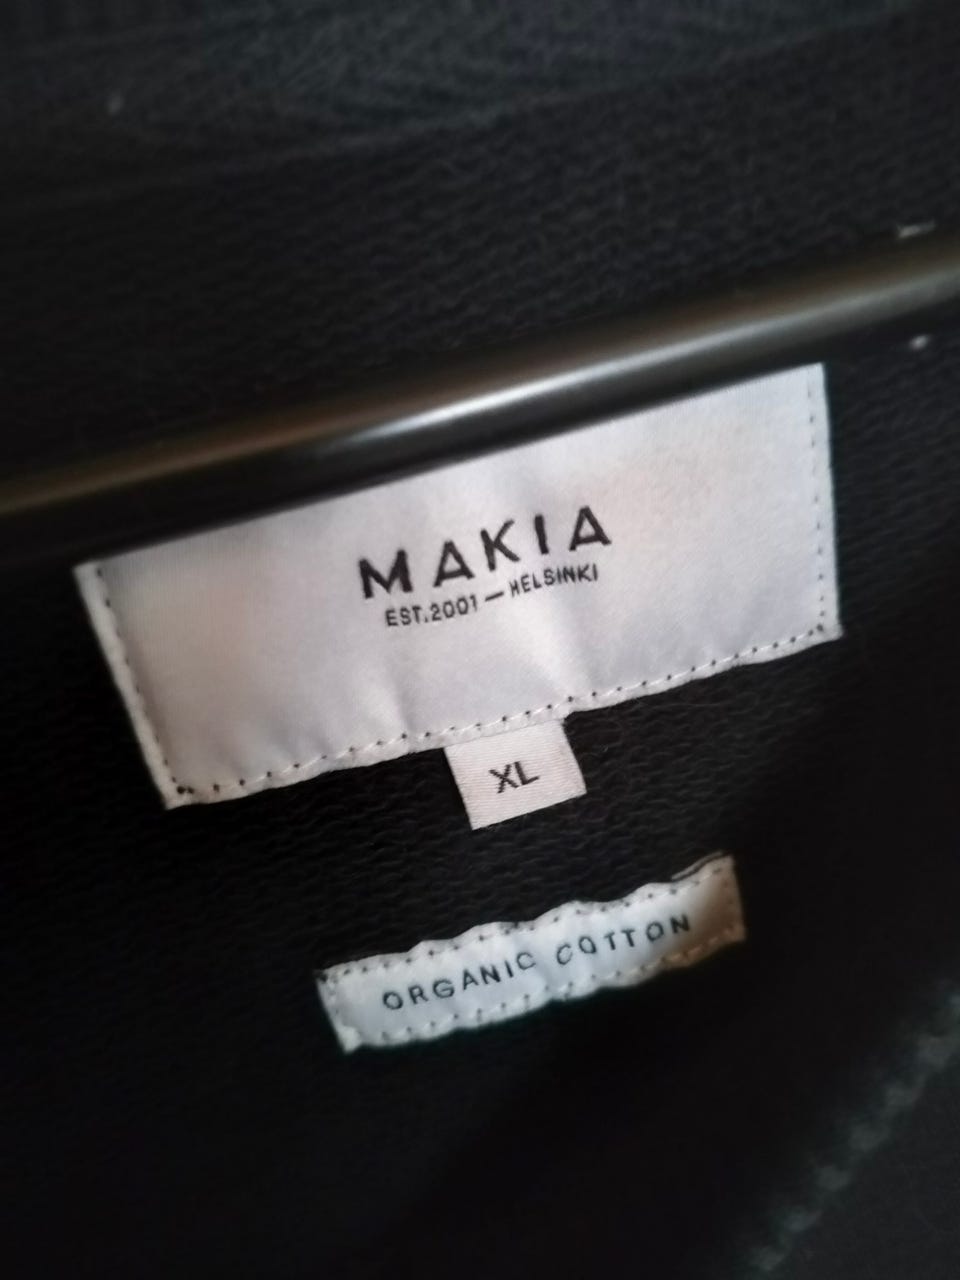 MAKIA
EST.2001 — HELSINKI
XL
ORGANIC COTTON